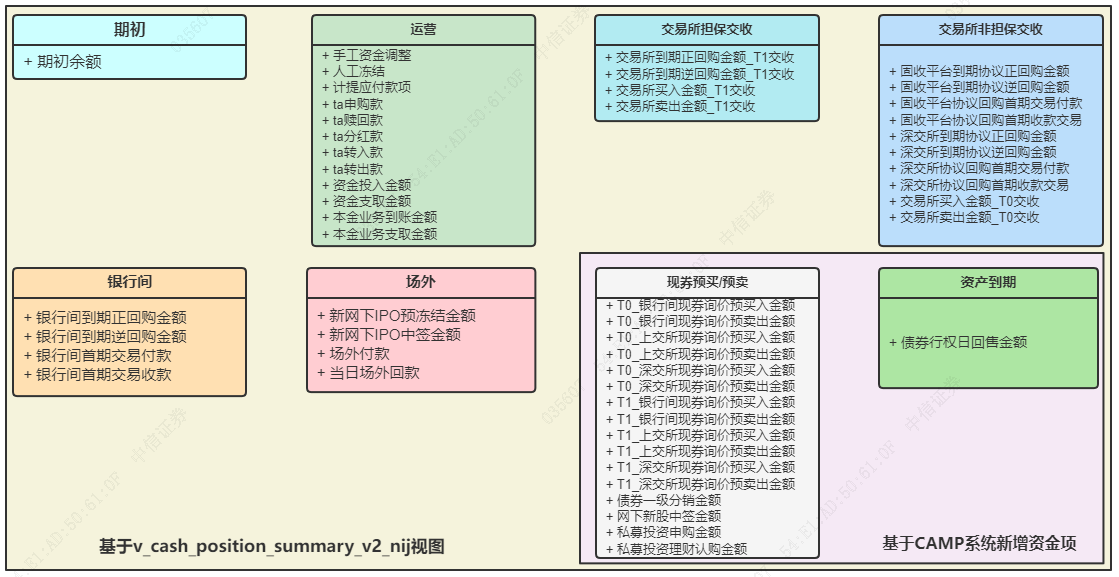 期初
+ 期初余额
运营
+ 手工资金调整
+ 人工冻结
+ 计提应付款项
+ ta申购款
+ ta赎回款
+ ta分红款
+ ta转入款
+ ta转出款
+ 资金投入金额
+ 资金支取金额
+ 本金业务到账金额
+ 本金业务支取金额
交易所担保交收
+ 交易所到期正回购金额_T1交收
+ 交易所到期逆回购金额_T1交收
+ 交易所买入金额_T1交收
+ 交易所卖出金额_T1交收
交易所非担保交收
+ 固收平台到期协议正回购金额
+ 固收平台到期协议逆回购金额
+ 固收平台协议回购首期交易付款
+ 固收平台协议回购首期收款交易
+ 深交所到期协议正回购金额
+ 深交所到期协议逆回购金额
+ 深交所协议回购首期交易付款
+ 深交所协议回购首期收款交易
+ 交易所买入金额_T0交收
+ 交易所卖出金额_T0交收
银行间
+ 银行间到期正回购金额
+ 银行间到期逆回购金额
+ 银行间首期交易付款
+ 银行间首期交易收款
场外
+ 新网下IPO预冻结金额
+ 新网下IPO中签金额
+ 场外付款
+ 当日场外回款
现券预买/预卖
+ T0_银行间现券询价预买入金额
+ T0_银行间现券询价预卖出金额
+ T0_上交所现券询价预买入金额
+ T0_上交所现券询价预卖出金额
+ T0_深交所现券询价预买入金额
+ T0_深交所现券询价预卖出金额
+ T1_银行间现券询价预买入金额
+ T1_银行间现券询价预卖出金额
+ T1_上交所现券询价预买入金额
+ T1_上交所现券询价预卖出金额
+ T1_深交所现券询价预买入金额
+ T1_深交所现券询价预卖出金额
+ 债券一级分销金额
+ 网下新股中签金额
+ 私募投资申购金额
+ 私募投资理财认购金额
资产到期
+ 债券行权日回售金额
基于v_cash_position_summary_v2_nij视图
基于CAMP系统新增资金项
中信证券